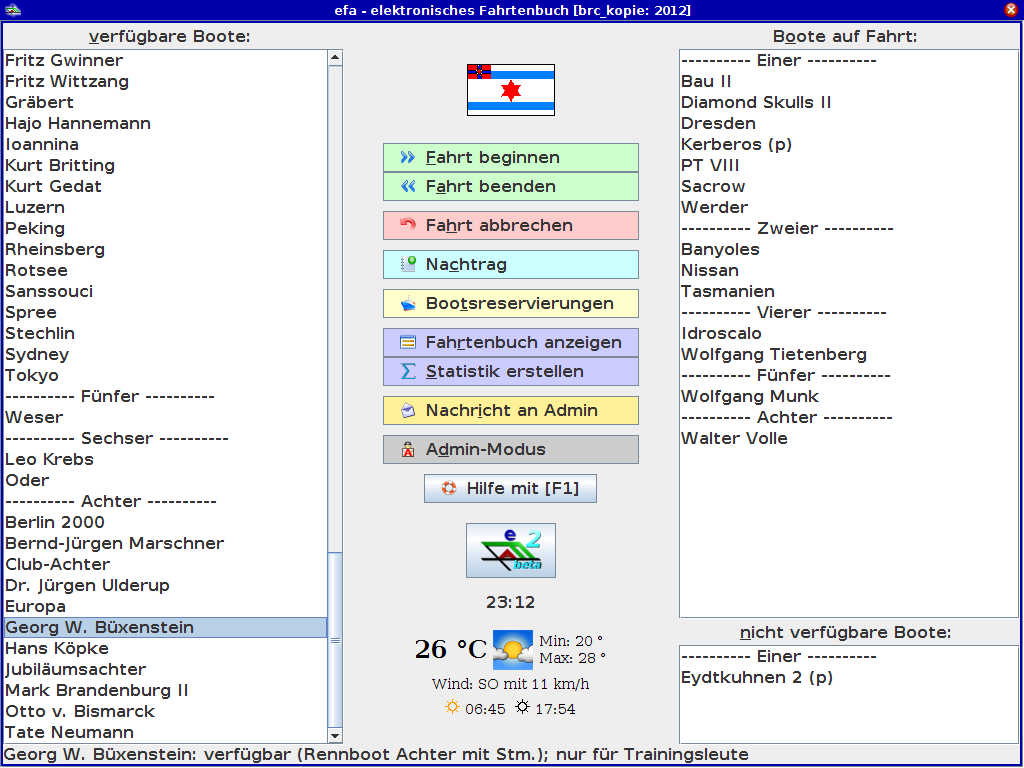 efa - elektronisches Fahrtenbuch [brc_kopie: 2012]
verfügbare Boote:
Fritz Gwinner
Fritz Wittzang
Gräbert
Hajo Hannemann
Ioannina
Kurt Britting
Kurt Gedat
Luzern
Peking
Rheinsberg
Rotsee
Sanssouci
Spree
Stechlin
Sydney
Tokyo
---------- Fünfer ----------
Weser
---------- Sechser ----------
Leo Krebs
Oder
---------- Achter ----------
Berlin 2000
Bernd-Jürgen Marschner
Club-Achter
Dr. Jürgen Ulderup
Europa
Georg W. Büxenstein
Hans Köpke
Jubiläumsachter
Mark Brandenburg II
Otto v. Bismarck
Tate Neumann
Fahrt beginnen
Fahrt beenden
Fahrt abbrechen
Nachtrag
Bootsreservierungen
Fahrtenbuch anzeigen
Statistik erstellen
Nachricht an Admin
Admin-Modus
Hilfe mit [F1]
e 2
beta
23:12
26 °C
Min: 20 °
Max: 28 °
Wind: SO mit 11 km/h
06:45 17:54
Boote auf Fahrt:
---------- Einer ----------
Bau II
Diamond Skulls II
Dresden
Kerberos (p)
PT VIII
Sacrow
Werder
---------- Zweier ----------
Banyoles
Nissan
Tasmanien
---------- Vierer ----------
Idroscalo
Wolfgang Tietenberg
---------- Fünfer ----------
Wolfgang Munk
---------- Achter ----------
Walter Volle
nicht verfügbare Boote:
---------- Einer ----------
Eydtkuhnen 2 (p)
Georg W. Büxenstein: verfügbar (Rennboot Achter mit Stm.); nur für Trainingsleute